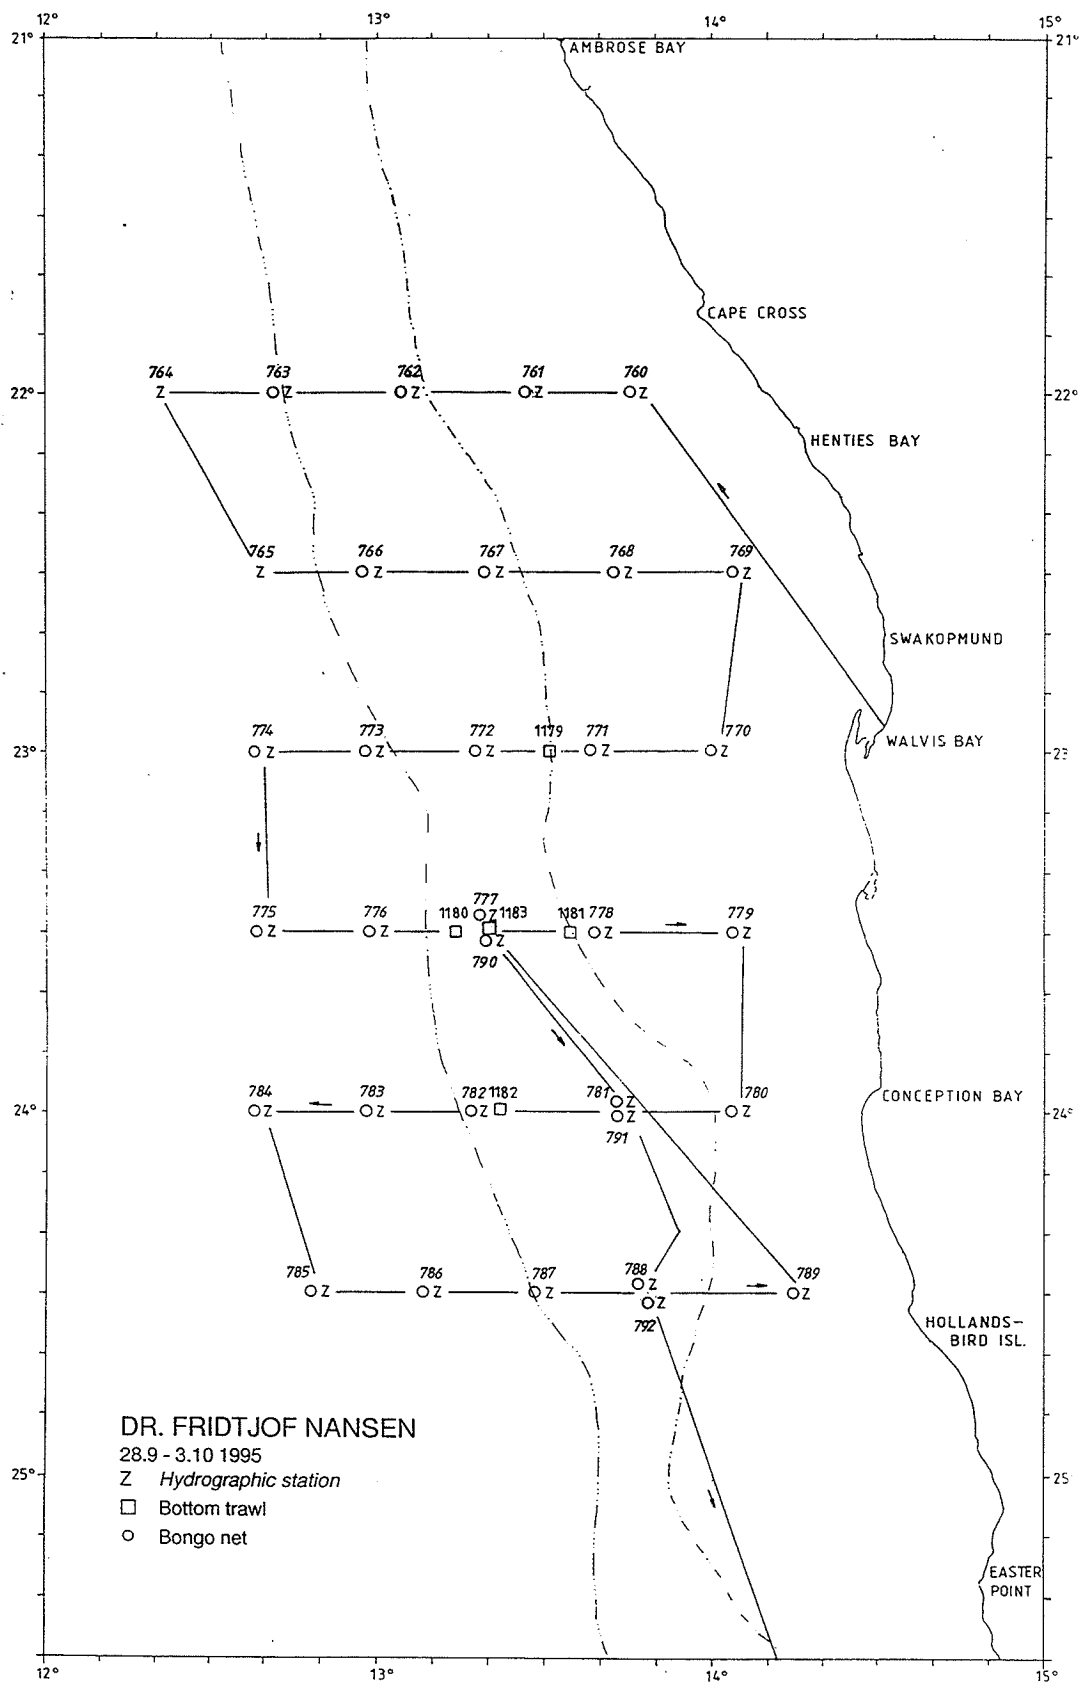 12° 13° 14° 15°
21° 21°
AMBROSE BAY
CAPE CROSS
764 763 762 761 760
Z Z Z Z Z
22° 22°
HENTIES BAY
765 766 767 768 769
Z Z Z Z Z
SWAKOPMUND
774 773 772 1179 771 770
Z Z Z Z Z
23° 23
WALVIS BAY
777
Z
775 776 1180 1183 1181 778 779
Z Z Z Z Z
790
784 783 782 1182 781 780
Z Z Z Z Z
Z
791
CONCEPTION BAY
24° 24°
785 786 787 788 789
Z Z Z Z Z
Z
792
HOLLANDS-
BIRD ISL.
DR. FRIDTJOF NANSEN
28.9 - 3.10 1995
Z Hydrographic station
Bottom trawl
Bongo net
25° 25
EASTER
POINT
12° 13° 14° 15°